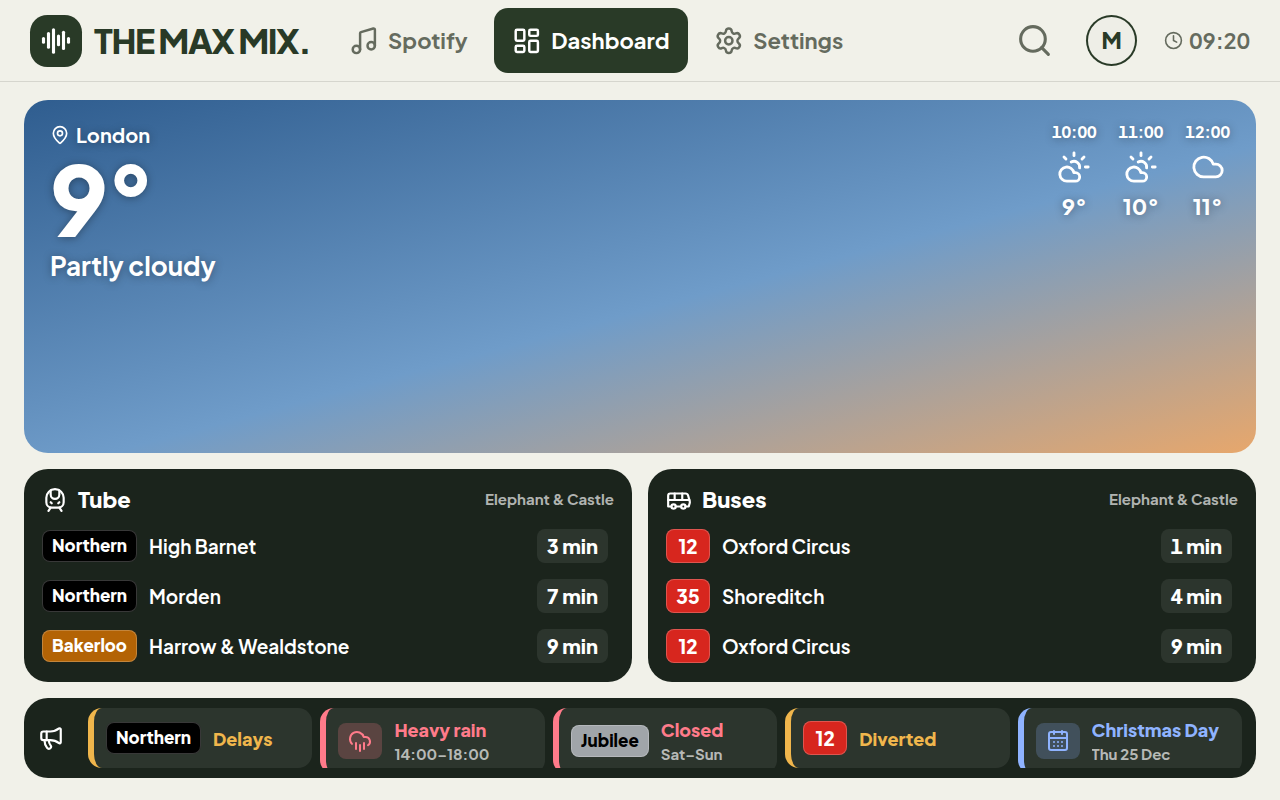 THE MAX MIX.
Spotify
Dashboard
Settings
M
09:20
London
9°
Partly cloudy
10:00 11:00 12:00
9° 10° 11°
Tube
Elephant & Castle
Northern High Barnet 3 min
Northern Morden 7 min
Bakerloo Harrow & Wealdstone 9 min
Buses
Elephant & Castle
12 Oxford Circus 1 min
35 Shoreditch 4 min
12 Oxford Circus 9 min
Northern Delays
Heavy rain
14:00–18:00
Jubilee Closed
Sat–Sun
12 Diverted
Christmas Day
Thu 25 Dec